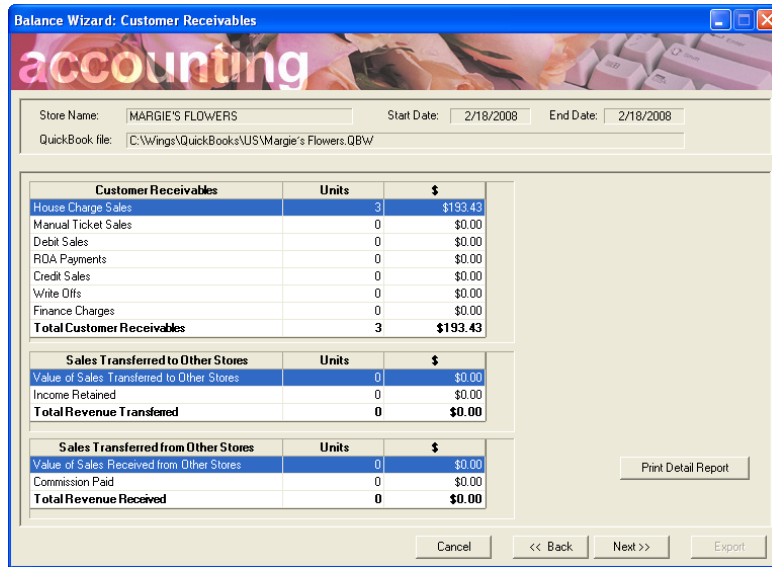 Balance Wizard: Customer Receivables
accounting
Store Name: MARGIE'S FLOWERS Start Date: 2/18/2008 End Date: 2/18/2008
QuickBook file: C:\Wings\QuickBooks\US\Margie's Flowers.QBW
Customer Receivables Units $
House Charge Sales 3 $193.43
Manual Ticket Sales 0 $0.00
Debit Sales 0 $0.00
ROA Payments 0 $0.00
Credit Sales 0 $0.00
Write Offs 0 $0.00
Finance Charges 0 $0.00
Total Customer Receivables 3 $193.43
Sales Transferred to Other Stores Units $
Value of Sales Transferred to Other Stores 0 $0.00
Income Retained 0 $0.00
Total Revenue Transferred 0 $0.00
Sales Transferred from Other Stores Units $
Value of Sales Received from Other Stores 0 $0.00
Commission Paid 0 $0.00
Total Revenue Received 0 $0.00
Print Detail Report
Cancel << Back Next >> Export